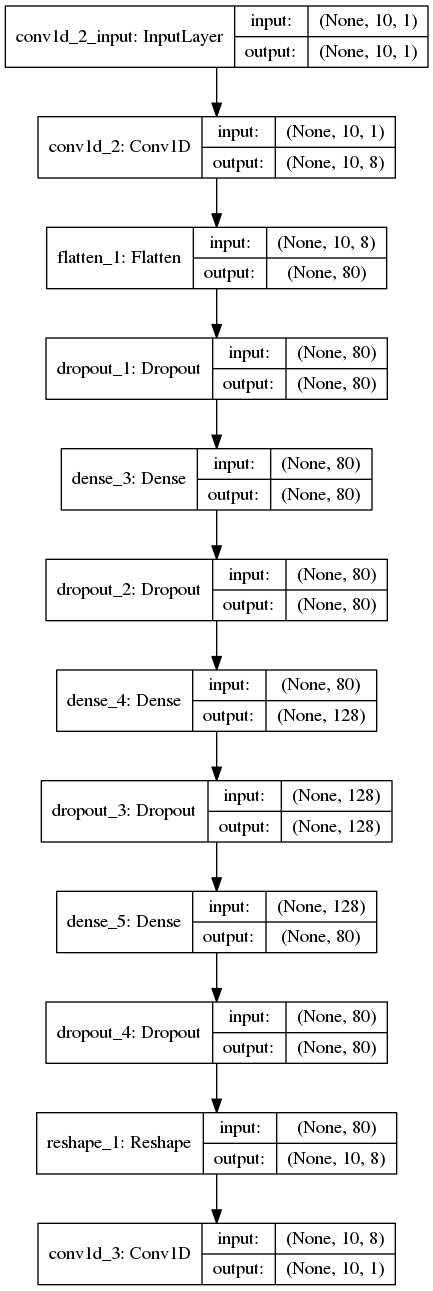 conv1d_2_input: InputLayer
input: (None, 10, 1)
output: (None, 10, 1)
conv1d_2: Conv1D
input: (None, 10, 1)
output: (None, 10, 8)
flatten_1: Flatten
input: (None, 10, 8)
output: (None, 80)
dropout_1: Dropout
input: (None, 80)
output: (None, 80)
dense_3: Dense
input: (None, 80)
output: (None, 80)
dropout_2: Dropout
input: (None, 80)
output: (None, 80)
dense_4: Dense
input: (None, 80)
output: (None, 128)
dropout_3: Dropout
input: (None, 128)
output: (None, 128)
dense_5: Dense
input: (None, 128)
output: (None, 80)
dropout_4: Dropout
input: (None, 80)
output: (None, 80)
reshape_1: Reshape
input: (None, 80)
output: (None, 10, 8)
conv1d_3: Conv1D
input: (None, 10, 8)
output: (None, 10, 1)